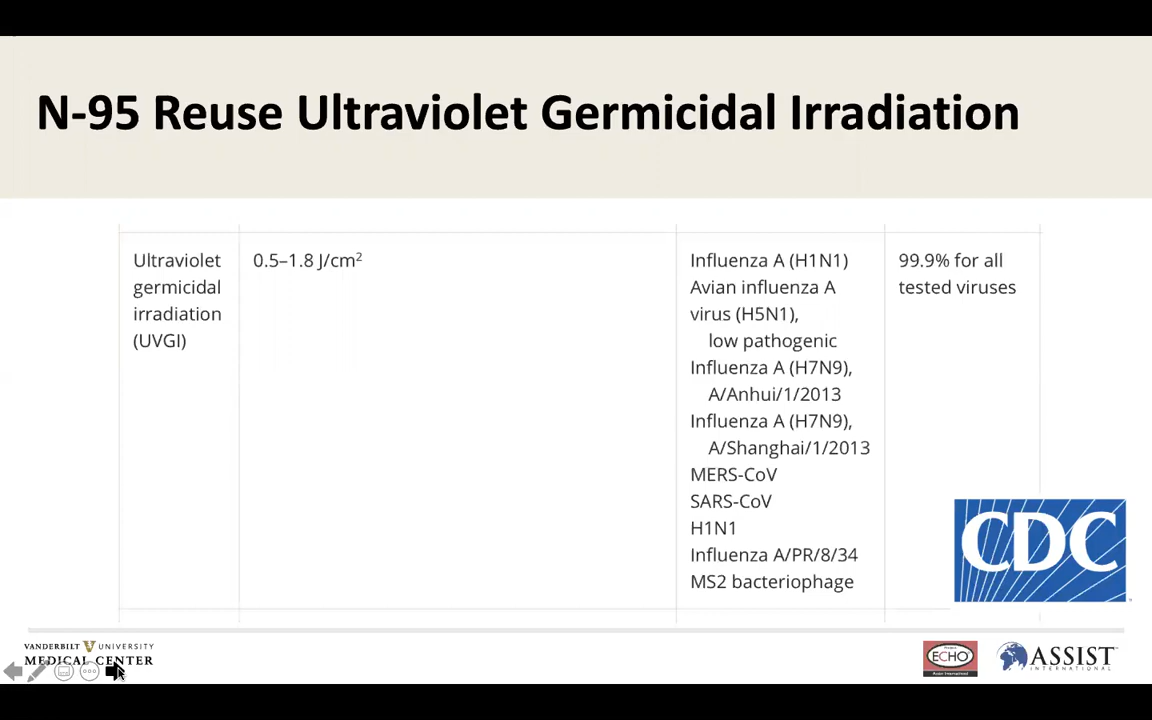 N-95 Reuse Ultraviolet Germicidal Irradiation
Ultraviolet
germicidal
irradiation
(UVGI)
0.5–1.8 J/cm²
Influenza A (H1N1)
Avian influenza A
virus (H5N1),
low pathogenic
Influenza A (H7N9),
A/Anhui/1/2013
Influenza A (H7N9),
A/Shanghai/1/2013
MERS-CoV
SARS-CoV
H1N1
Influenza A/PR/8/34
MS2 bacteriophage
99.9% for all
tested viruses
CDC
VANDERBILT V UNIVERSITY
MEDICAL CENTER
ECHO
ASSIST
INTERNATIONAL